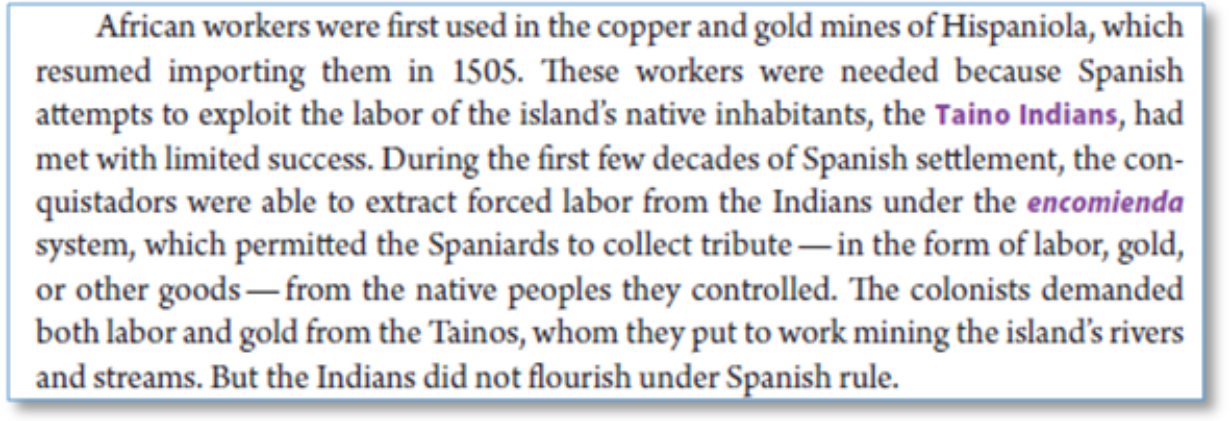 African workers were first used in the copper and gold mines of Hispaniola, which
resumed importing them in 1505. These workers were needed because Spanish
attempts to exploit the labor of the island’s native inhabitants, the Taino Indians, had
met with limited success. During the first few decades of Spanish settlement, the con-
quistadors were able to extract forced labor from the Indians under the encomienda
system, which permitted the Spaniards to collect tribute — in the form of labor, gold,
or other goods — from the native peoples they controlled. The colonists demanded
both labor and gold from the Tainos, whom they put to work mining the island’s rivers
and streams. But the Indians did not flourish under Spanish rule.